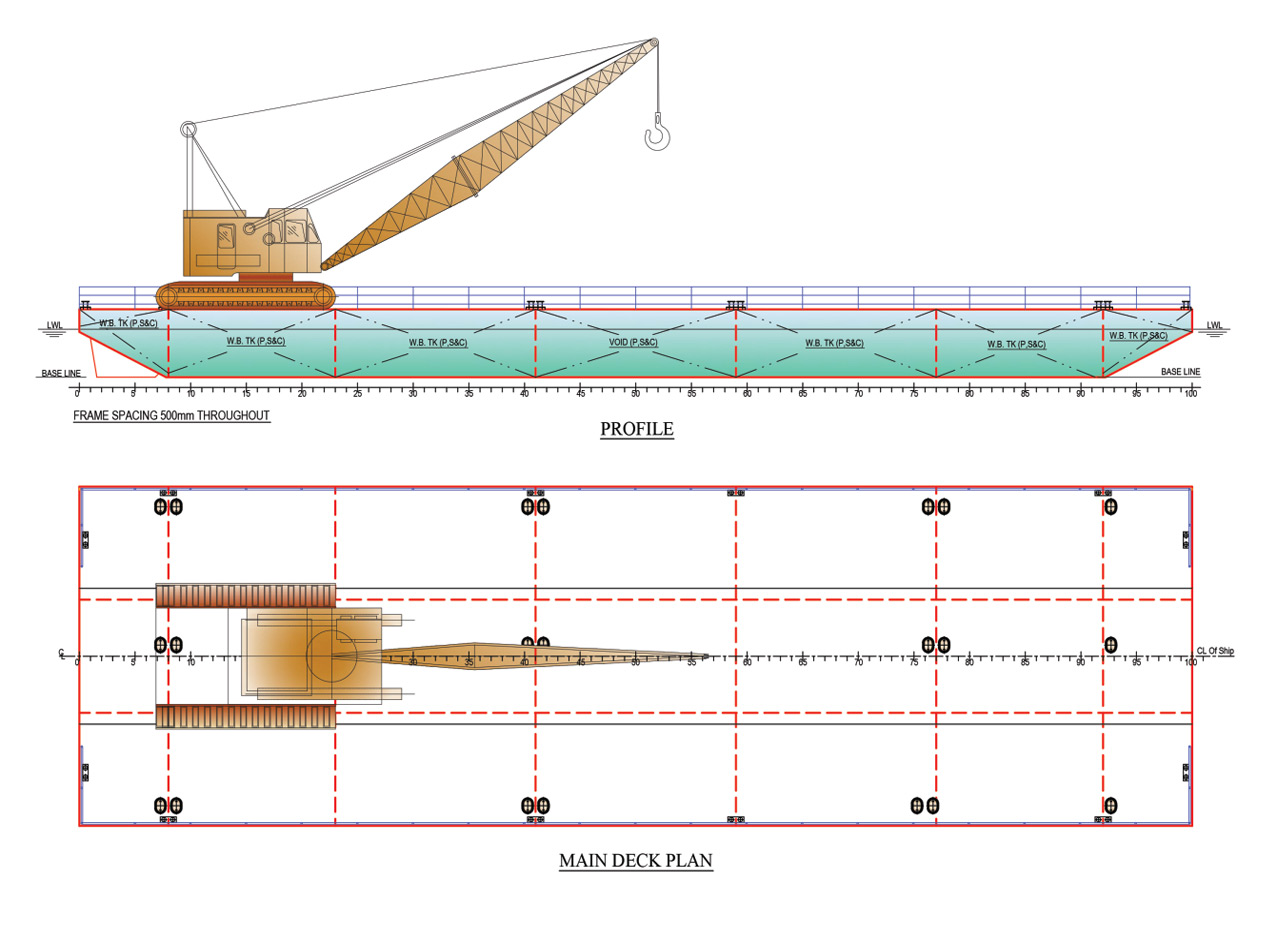 LWL
W.B. TK (P,S&C)
W.B. TK (P,S&C)
W.B. TK (P,S&C)
VOID (P,S&C)
W.B. TK (P,S&C)
W.B. TK (P,S&C)
W.B. TK (P,S&C)
LWL
BASE LINE
BASE LINE
0 5 10 15 20 25 30 35 40 45 50 55 60 65 70 75 80 85 90 95 100
FRAME SPACING 500mm THROUGHOUT
PROFILE
CL Of Ship
0 5 10 30 35 40 45 50 55 60 65 70 75 80 85 90 95 100
MAIN DECK PLAN